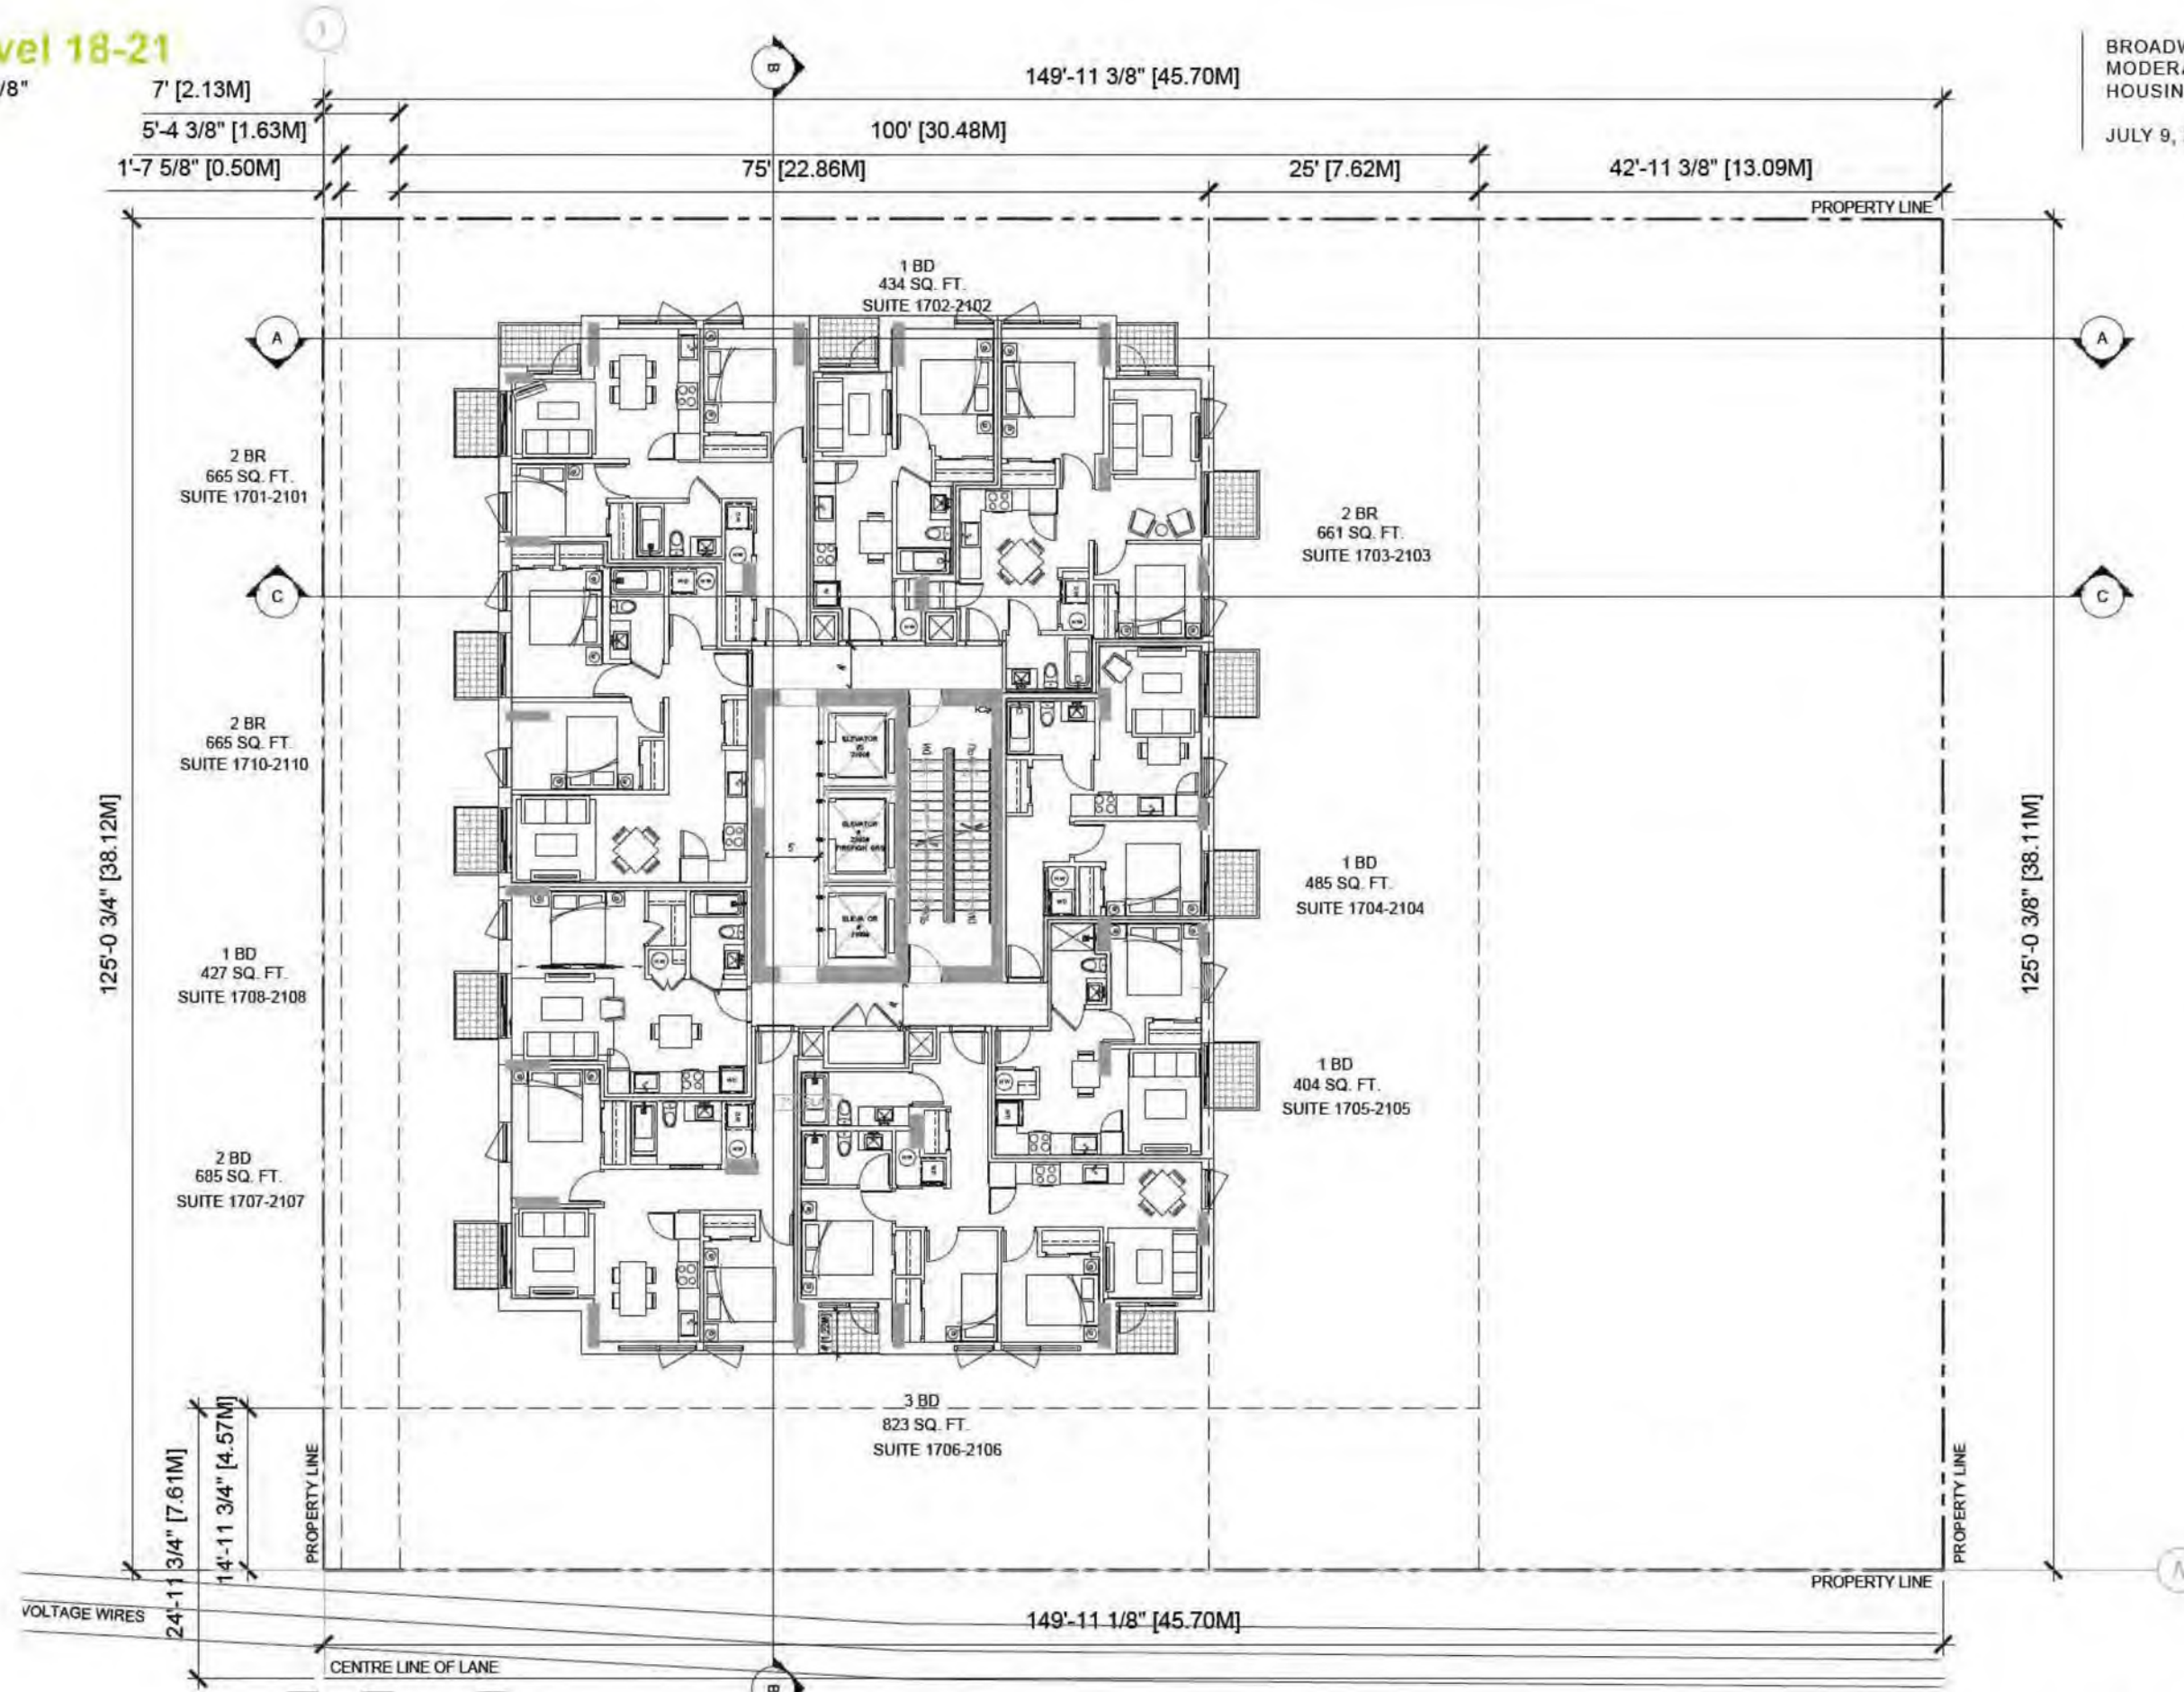 vel 18-21
/8"
7' [2.13M]
149'-11 3/8" [45.70M]
5'-4 3/8" [1.63M]
100' [30.48M]
1'-7 5/8" [0.50M]
75' [22.86M]
25' [7.62M]
42'-11 3/8" [13.09M]
BROADW
MODERA
HOUSIN
JULY 9,
B
PROPERTY LINE
1 BD
434 SQ. FT.
SUITE 1702-2102
A
A
2 BR
665 SQ. FT.
SUITE 1701-2101
2 BR
661 SQ. FT.
SUITE 1703-2103
C
C
2 BR
665 SQ. FT.
SUITE 1710-2110
ELEVATOR
ELEVATOR
125'-0 3/4" [38.12M]
125'-0 3/8" [38.11M]
1 BD
485 SQ. FT.
SUITE 1704-2104
1 BD
427 SQ. FT.
SUITE 1708-2108
1 BD
404 SQ. FT.
SUITE 1705-2105
2 BD
685 SQ. FT.
SUITE 1707-2107
3 BD
823 SQ. FT.
SUITE 1706-2106
24'-11 3/4" [7.61M]
14'-11 3/4" [4.57M]
PROPERTY LINE
PROPERTY LINE
PROPERTY LINE
VOLTAGE WIRES
149'-11 1/8" [45.70M]
CENTRE LINE OF LANE
B